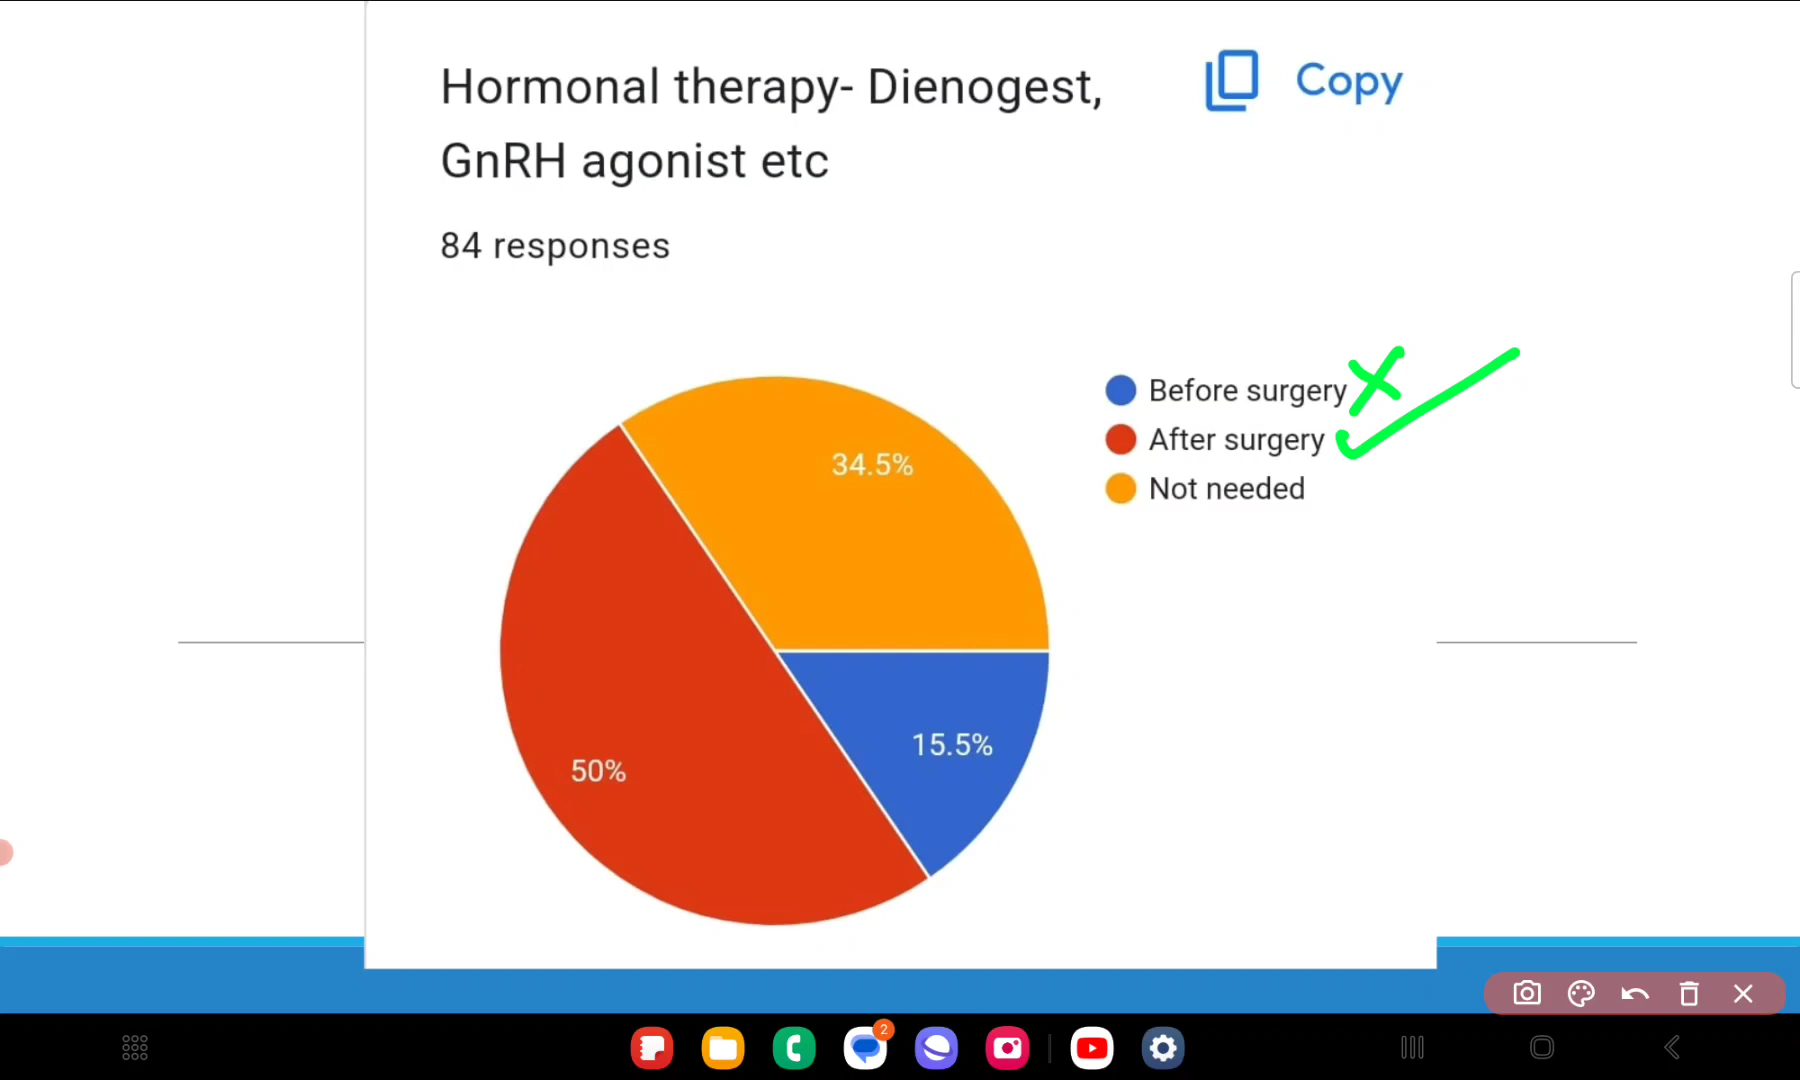 Hormonal therapy- Dienogest,
GnRH agonist etc
Copy
84 responses
Before surgery
After surgery
Not needed
34.5%
15.5%
50%
2